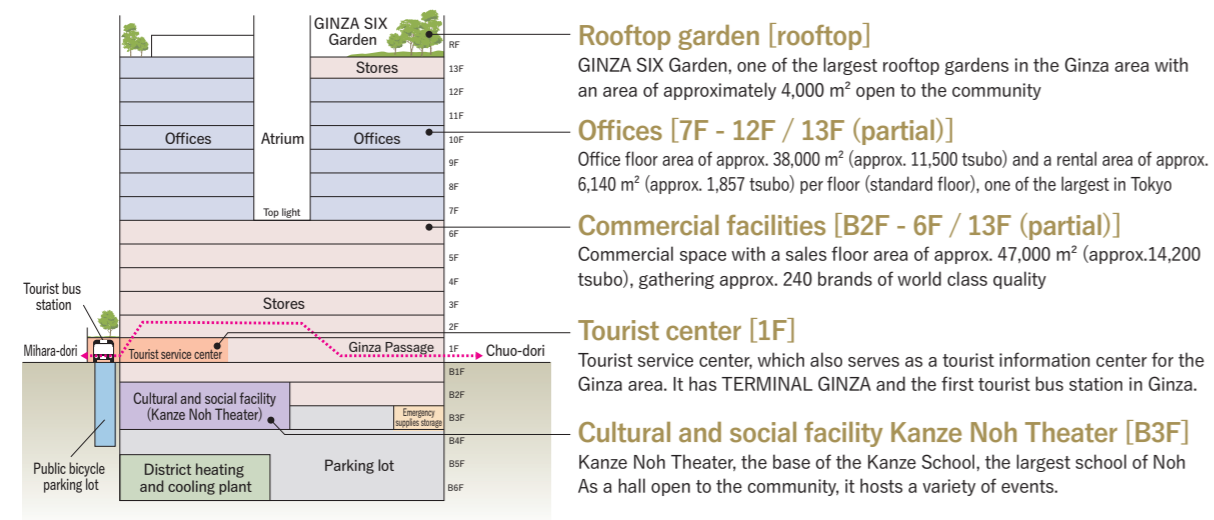 GINZA SIX
Garden
RF
Stores
13F
12F
11F
Offices
Atrium
Offices
10F
9F
8F
Top light
7F
6F
5F
4F
Tourist bus
station
Stores
3F
2F
Mihara-dori
Tourist service center
Ginza Passage
1F
Chuo-dori
B1F
Cultural and social facility
(Kanze Noh Theater)
B2F
Emergency
supplies storage
B3F
B4F
Public bicycle
parking lot
District heating
and cooling plant
Parking lot
B5F
B6F
Rooftop garden [rooftop]
GINZA SIX Garden, one of the largest rooftop gardens in the Ginza area with
an area of approximately 4,000 m² open to the community
Offices [7F - 12F / 13F (partial)]
Office floor area of approx. 38,000 m² (approx. 11,500 tsubo) and a rental area of approx.
6,140 m² (approx. 1,857 tsubo) per floor (standard floor), one of the largest in Tokyo
Commercial facilities [B2F - 6F / 13F (partial)]
Commercial space with a sales floor area of approx. 47,000 m² (approx.14,200
tsubo), gathering approx. 240 brands of world class quality
Tourist center [1F]
Tourist service center, which also serves as a tourist information center for the
Ginza area. It has TERMINAL GINZA and the first tourist bus station in Ginza.
Cultural and social facility Kanze Noh Theater [B3F]
Kanze Noh Theater, the base of the Kanze School, the largest school of Noh
As a hall open to the community, it hosts a variety of events.